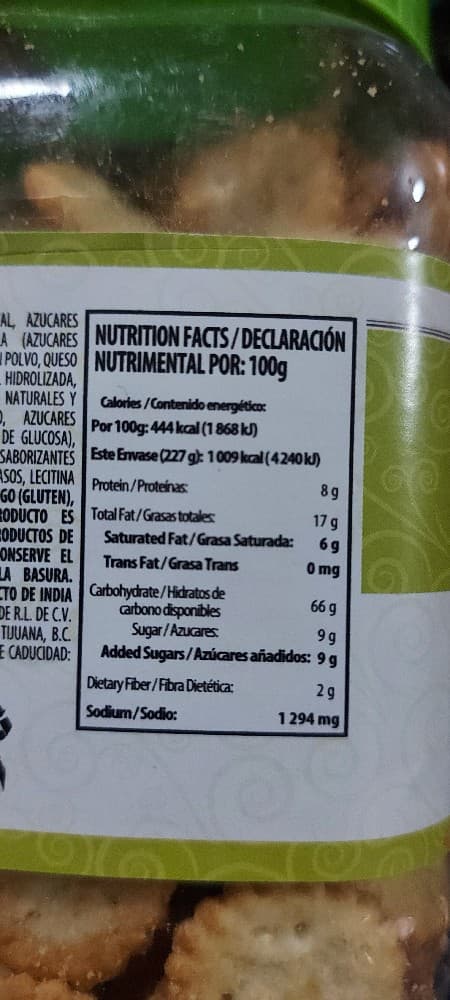 AL, AZUCARES
A (AZUCARES
POLVO, QUESO
HIDROLIZADA,
NATURALES Y
AZUCARES
DE GLUCOSA),
SABORIZANTES
LECITINA
GO (GLUTEN),
RODUCTO ES
RODUCTOS DE
ONSERVE EL
LA BASURA.
CTO DE INDIA
DE R.L. DE C.V.
TIJUANA, B.C.
E CADUCIDAD:
NUTRITION FACTS / DECLARACIÓN
NUTRIMENTAL POR: 100g
Calories / Contenido energético:
Por 100g: 444 kcal (1 868 kJ)
Este Envase (227 g): 1 009 kcal (4 240 kJ)
Protein / Proteínas: 8 g
Total Fat / Grasas totales: 17 g
Saturated Fat / Grasa Saturada: 6 g
Trans Fat / Grasa Trans 0 mg
Carbohydrate / Hidratos de
carbono disponibles 66 g
Sugar / Azucares: 9 g
Added Sugars / Azúcares añadidos: 9 g
Dietary Fiber / Fibra Dietética: 2 g
Sodium / Sodio: 1 294 mg